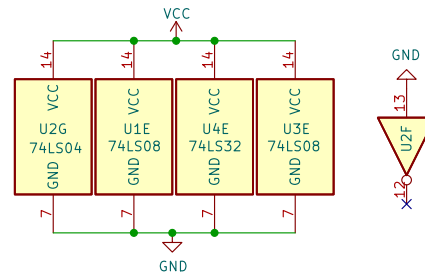 VCC
14 14 14 14
VCC VCC VCC VCC
U2G U1E U4E U3E
74LS04 74LS08 74LS32 74LS08
GND GND GND GND
7 7 7 7
GND
GND
13
U2F
12